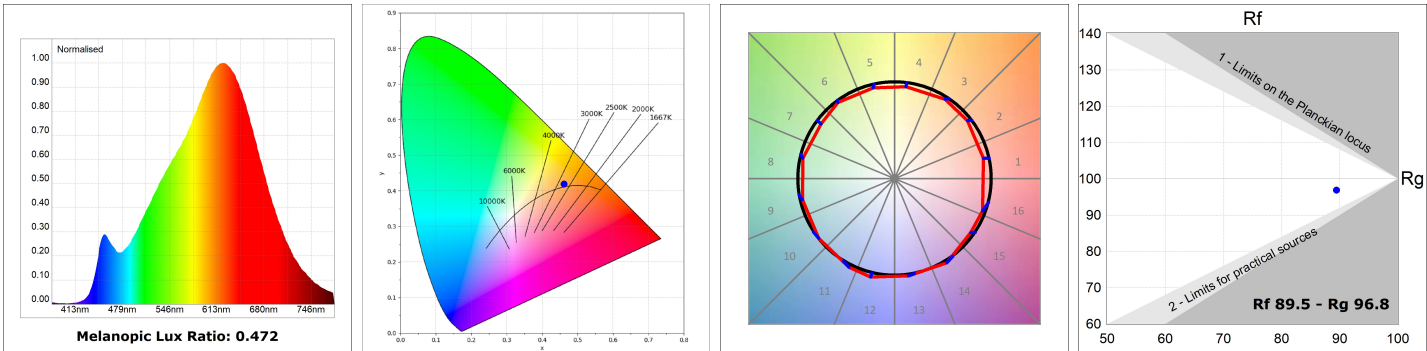 Normalised
1.00
0.90
0.80
0.70
0.60
0.50
0.40
0.30
0.20
0.10
0.00
413nm 479nm 546nm 613nm 680nm 746nm
Melanopic Lux Ratio: 0.472
0.9
0.8
0.7
0.6
0.5
0.4
0.3
0.2
0.1
0.0
y
0.0 0.1 0.2 0.3 0.4 0.5 0.6 0.7 0.8
x
10000K
6000K
4000K
3000K
2500K
2000K
1667K
1
2
3
4
5
6
7
8
9
10
11
12
13
14
15
16
Rf
140
130
120
110
100
90
80
70
60
50 60 70 80 90 100
Rg
1 - Limits on the Planckian locus
2 - Limits for practical sources
Rf 89.5 - Rg 96.8